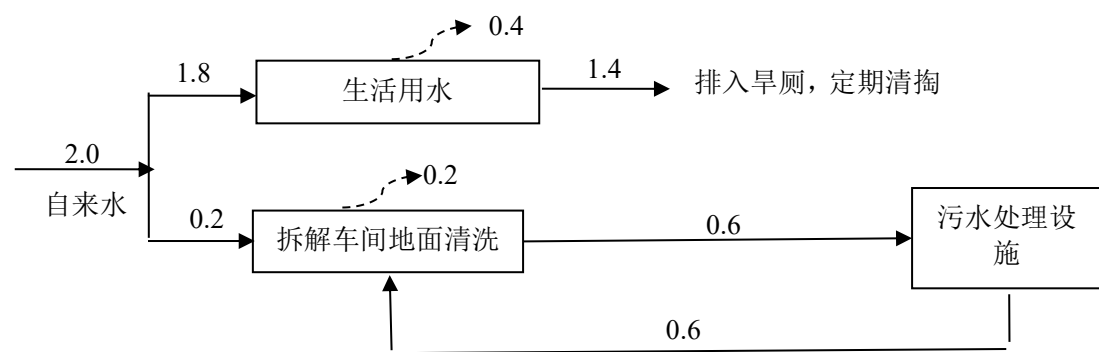 0.4
1.8
生活用水
1.4
排入旱厕，定期清掏
2.0
自来水
0.2
0.2
拆解车间地面清洗
0.6
污水处理设
施
0.6